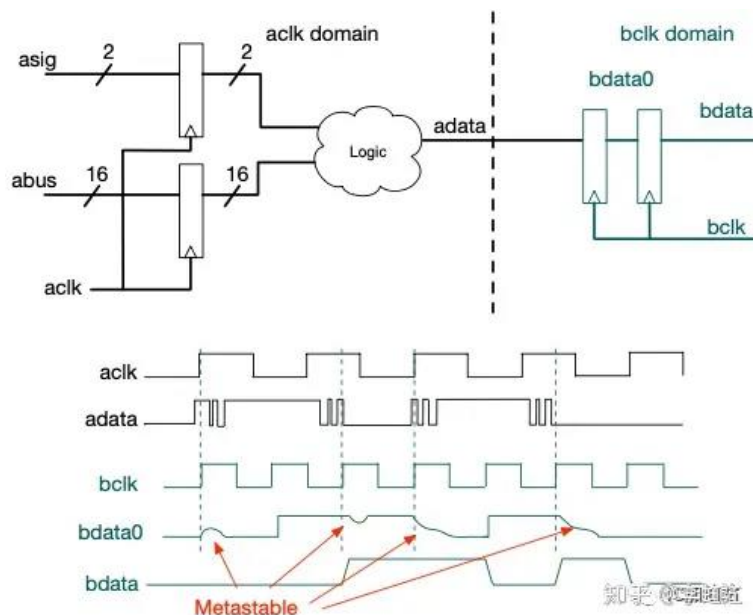 aclk domain
bclk domain
asig
2
2
bdata0
adata
bdata
Logic
abus
16
16
bclk
aclk
aclk
adata
bclk
bdata0
bdata
Metastable
知乎